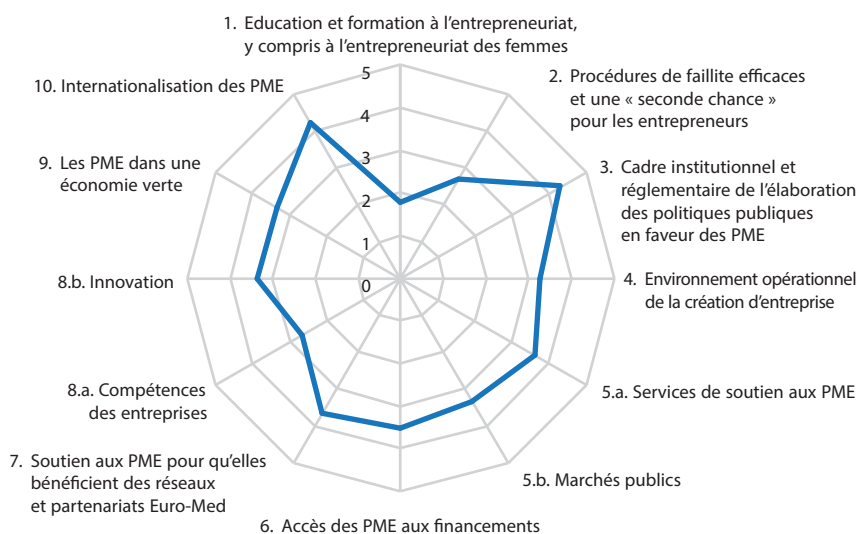 1. Education et formation à l'entrepreneuriat,
y compris à l'entrepreneuriat des femmes
2. Procédures de faillite efficaces
et une « seconde chance »
pour les entrepreneurs
3. Cadre institutionnel et
réglementaire de l'élaboration
des politiques publiques
en faveur des PME
4. Environnement opérationnel
de la création d'entreprise
5.a. Services de soutien aux PME
5.b. Marchés publics
6. Accès des PME aux financements
7. Soutien aux PME pour qu'elles
bénéficient des réseaux
et partenariats Euro-Med
8.a. Compétences
des entreprises
8.b. Innovation
9. Les PME dans une
économie verte
10. Internationalisation des PME
5
4
3
2
1
0